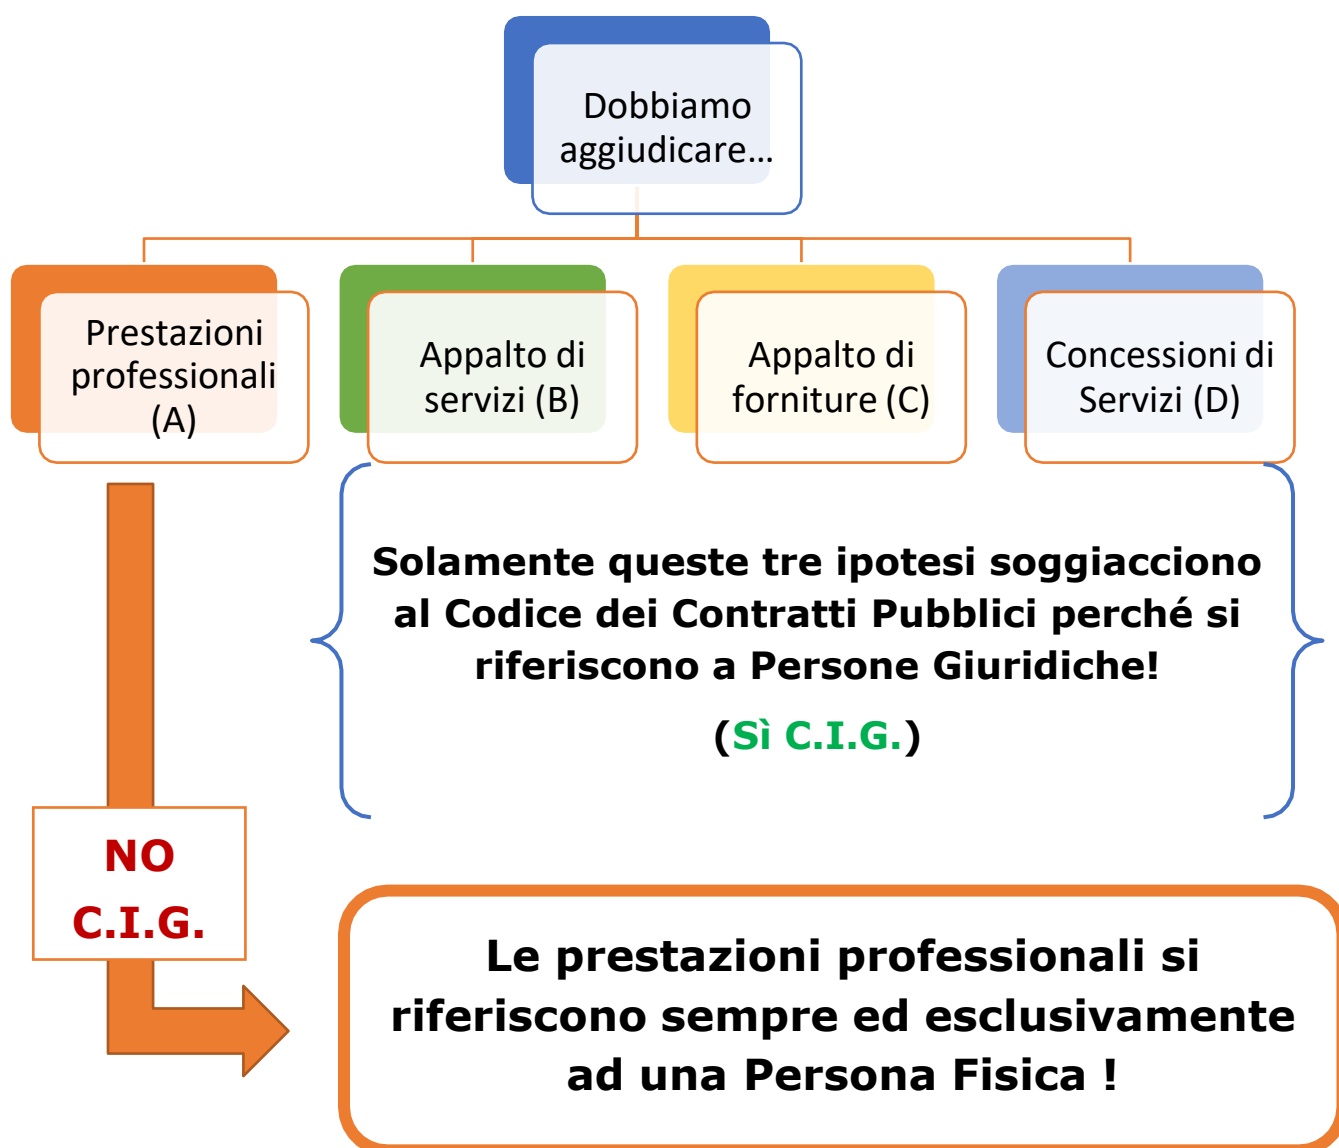 Dobbiamo
aggiudicare...
Prestazioni
professionali
(A)
Appalto di
servizi (B)
Appalto di
forniture (C)
Concessioni di
Servizi (D)
Solamente queste tre ipotesi soggiacciono
al Codice dei Contratti Pubblici perché si
riferiscono a Persone Giuridiche!
(Sì C.I.G.)
NO
C.I.G.
Le prestazioni professionali si
riferiscono sempre ed esclusivamente
ad una Persona Fisica !